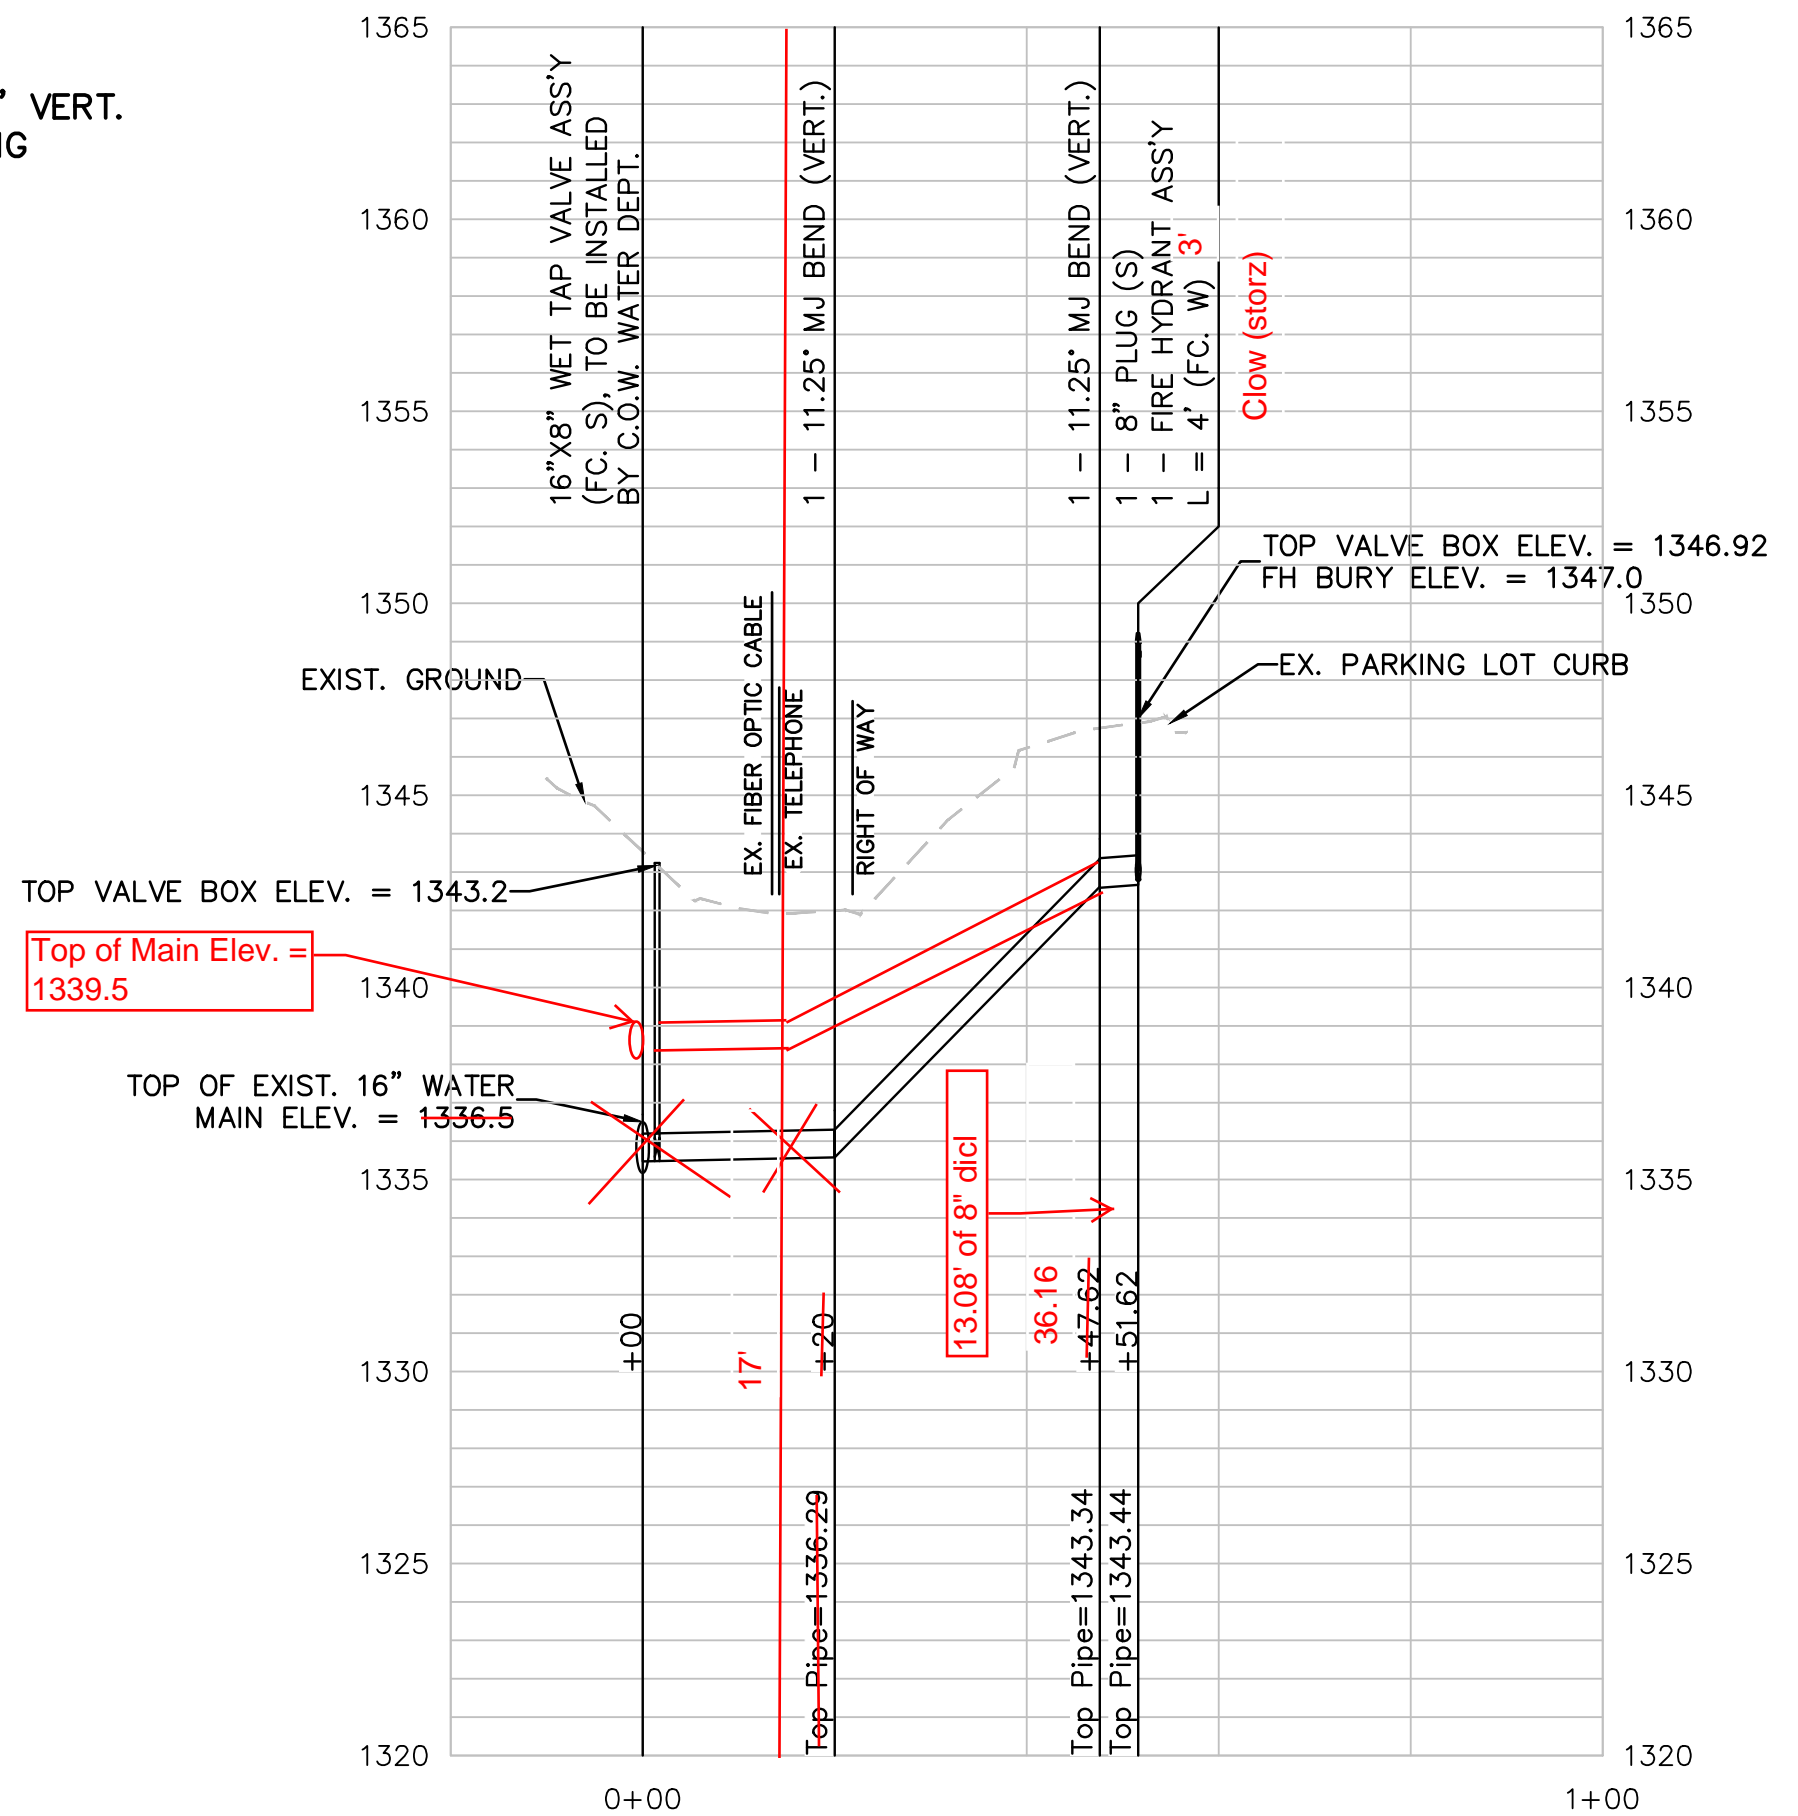 ' VERT.
IG
1365
1360
1355
1350
1345
1340
1335
1330
1325
1320
1365
1360
1355
1350
1345
1340
1335
1330
1325
1320
16"X8" WET TAP VALVE ASS'Y
(FC. S), TO BE INSTALLED
BY C.O.W. WATER DEPT.
1 - 11.25° MJ BEND (VERT.)
1 - 11.25° MJ BEND (VERT.)
1 - 8" PLUG (S)
1 - FIRE HYDRANT ASS'Y
L = 4' (FC. W)
3'
Clow (storz)
TOP VALVE BOX ELEV. = 1346.92
FH BURY ELEV. = 1347.0
EX. PARKING LOT CURB
EXIST. GROUND
EX. FIBER OPTIC CABLE
EX. TELEPHONE
RIGHT OF WAY
TOP VALVE BOX ELEV. = 1343.2
Top of Main Elev. =
1339.5
TOP OF EXIST. 16" WATER
MAIN ELEV. = 1336.5
13.08' of 8" dicl
36.16
17'
+00
+20
+47.62
+51.62
Top Pipe=1336.29
Top Pipe=1343.34
Top Pipe=1343.44
0+00
1+00